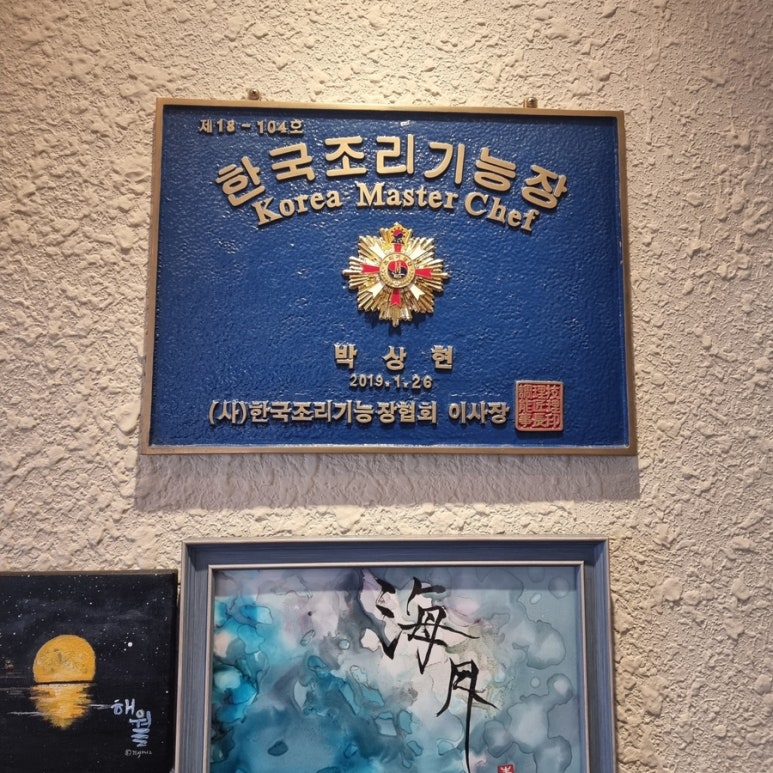 제18-104호
한국조리기능장
Korea Master Chef
박상현
2019.1.26
(사)한국조리기능장협회 이사장
海月
해월